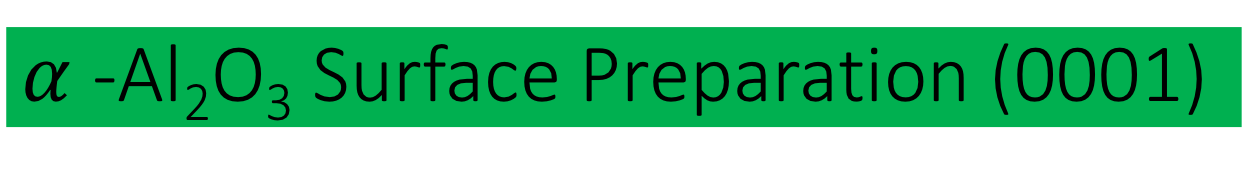 α -Al₂O₃ Surface Preparation (0001)